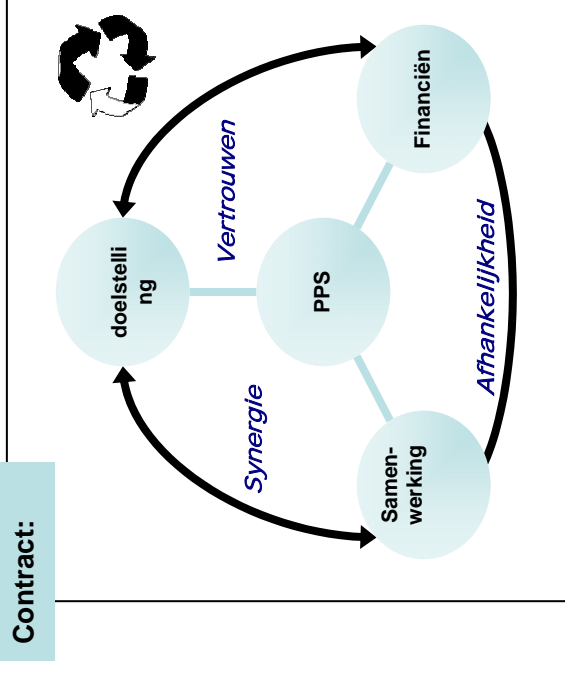 Contract:
doelstelli
ng
Synergie
Vertrouwen
PPS
Samen-
werking
Financiën
Afhankelijkheid